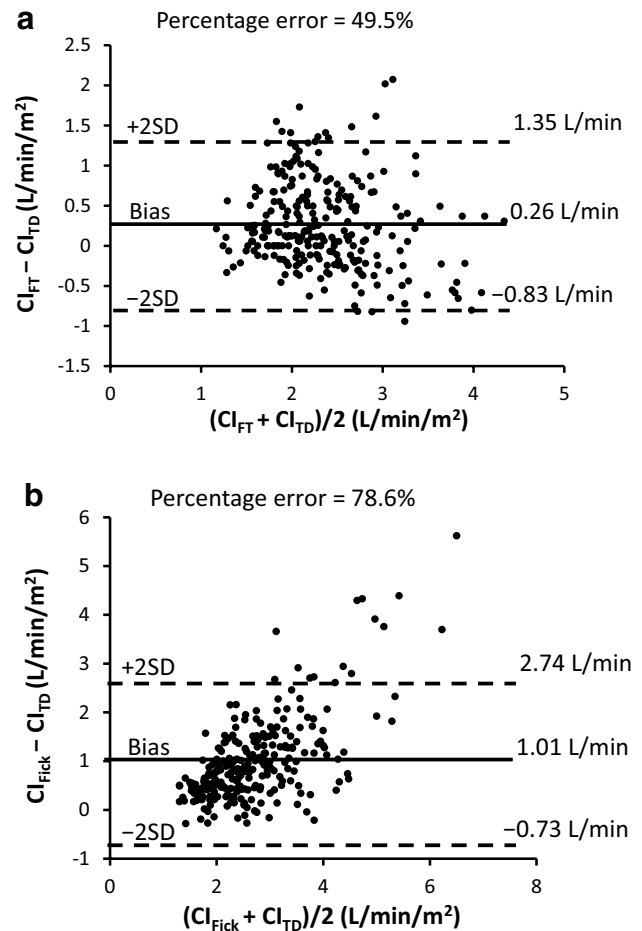 a
Percentage error = 49.5%
2.5
2
1.5
1
0.5
0
-0.5
-1
-1.5
+2SD
1.35 L/min
Bias
0.26 L/min
−2SD
−0.83 L/min
CI_FT − CI_TD (L/min/m²)
0 1 2 3 4 5
(CI_FT + CI_TD)/2 (L/min/m²)
b
Percentage error = 78.6%
6
5
4
3
2
1
0
-1
+2SD
2.74 L/min
Bias
1.01 L/min
−2SD
−0.73 L/min
CI_Fick − CI_TD (L/min/m²)
0 2 4 6 8
(CI_Fick + CI_TD)/2 (L/min/m²)